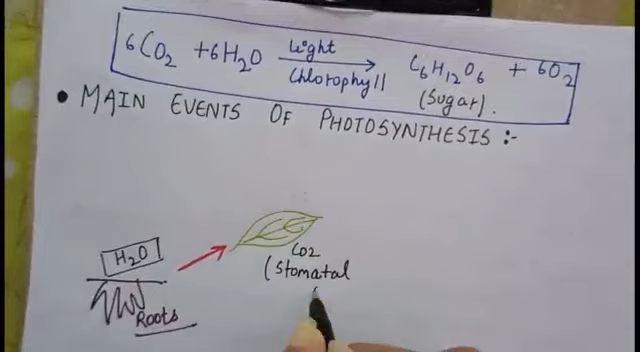 6CO2 + 6H2O Light Chlorophyll C6H12O6 + 6O2
(Sugar).
• MAIN EVENTS OF PHOTOSYNTHESIS :-
H2O
Roots
CO2
(Stomatal